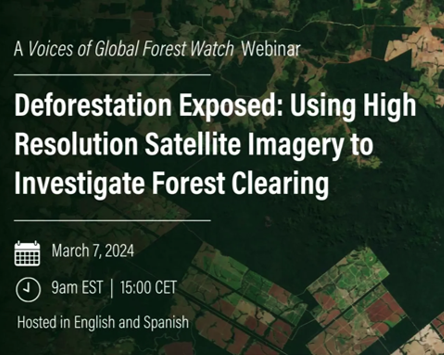 A Voices of Global Forest Watch Webinar
Deforestation Exposed: Using High
Resolution Satellite Imagery to
Investigate Forest Clearing
March 7, 2024
9am EST | 15:00 CET
Hosted in English and Spanish